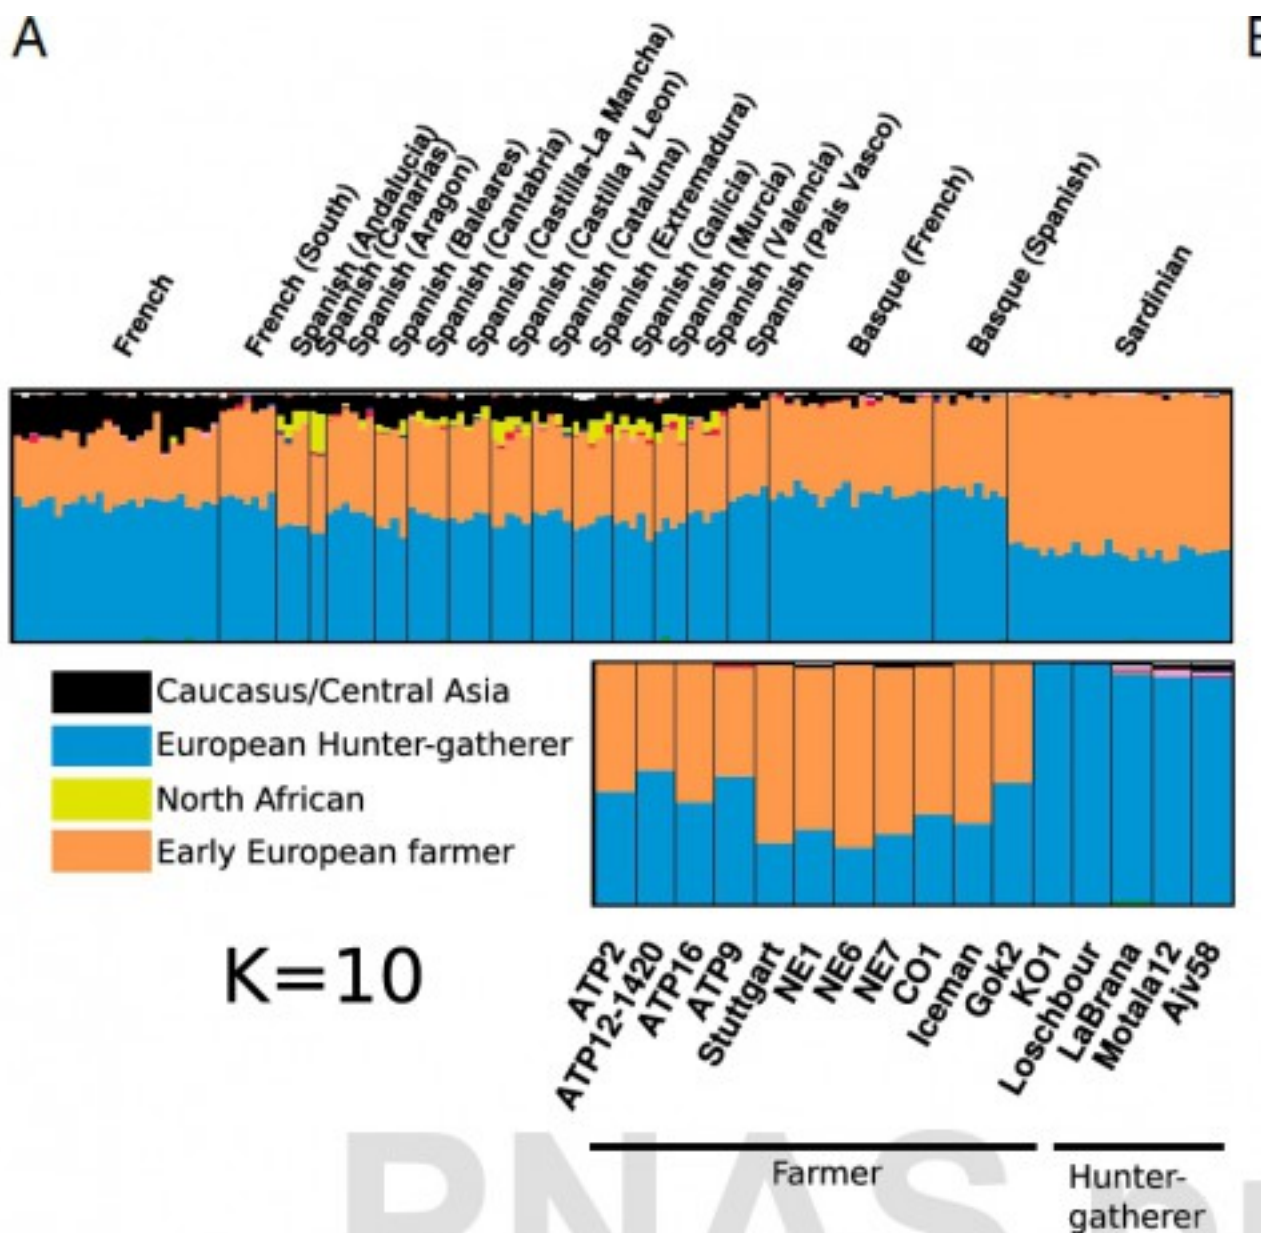 A
French
French (South)
Spanish (Andalucia)
Spanish (Canarias)
Spanish (Aragon)
Spanish (Baleares)
Spanish (Cantabria)
Spanish (Castilla-La Mancha)
Spanish (Castilla y Leon)
Spanish (Cataluna)
Spanish (Extremadura)
Spanish (Galicia)
Spanish (Murcia)
Spanish (Valencia)
Spanish (Pais Vasco)
Basque (French)
Basque (Spanish)
Sardinian
Caucasus/Central Asia
European Hunter-gatherer
North African
Early European farmer
K=10
ATP2
ATP12-1420
ATP16
ATP9
Stuttgart
NE1
NE6
NE7
CO1
Iceman
Gok2
KO1
Loschbour
LaBrana
Motala12
Ajv58
Farmer
Hunter-
gatherer
PNAS